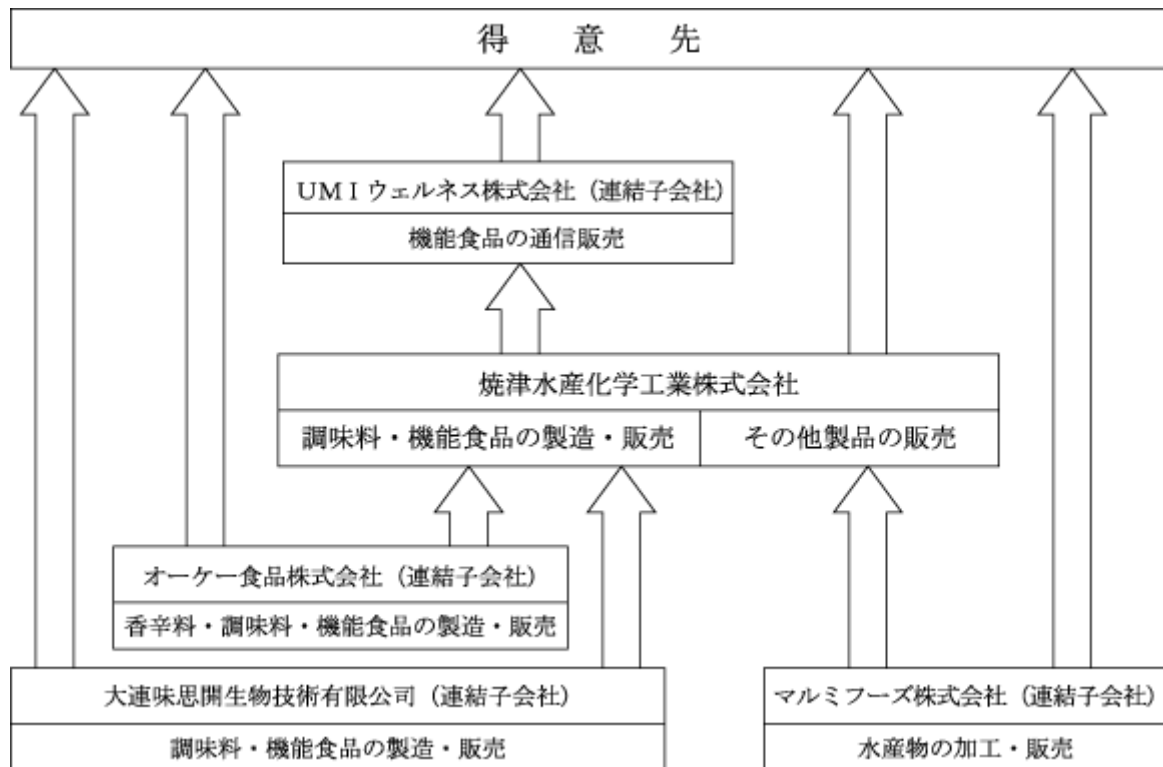 得意先
UMIウェルネス株式会社（連結子会社）
機能食品の通信販売
焼津水産化学工業株式会社
調味料・機能食品の製造・販売
その他製品の販売
オーケー食品株式会社（連結子会社）
香辛料・調味料・機能食品の製造・販売
大連味思開生物技術有限公司（連結子会社）
調味料・機能食品の製造・販売
マルミフーズ株式会社（連結子会社）
水産物の加工・販売